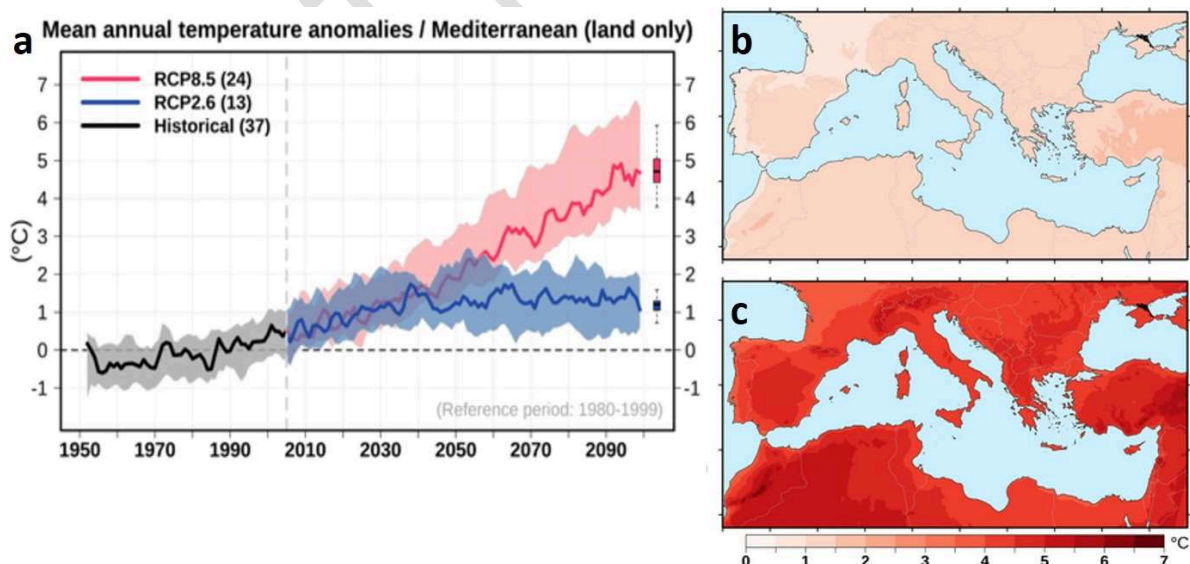 a
Mean annual temperature anomalies / Mediterranean (land only)
RCP8.5 (24)
RCP2.6 (13)
Historical (37)
(°C)
7
6
5
4
3
2
1
0
-1
7
6
5
4
3
2
1
0
-1
(Reference period: 1980-1999)
1950 1970 1990 2010 2030 2050 2070 2090
b
c
0 1 2 3 4 5 6 7 °C